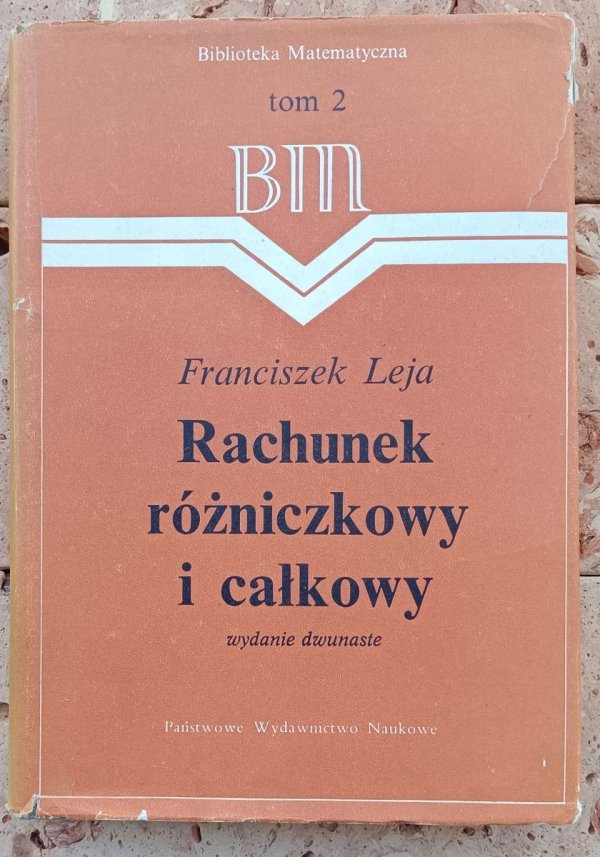 Biblioteka Matematyczna
tom 2
BM
Franciszek Leja
Rachunek
różniczkowy
i całkowy
wydanie dwunaste
Państwowe Wydawnictwo Naukowe